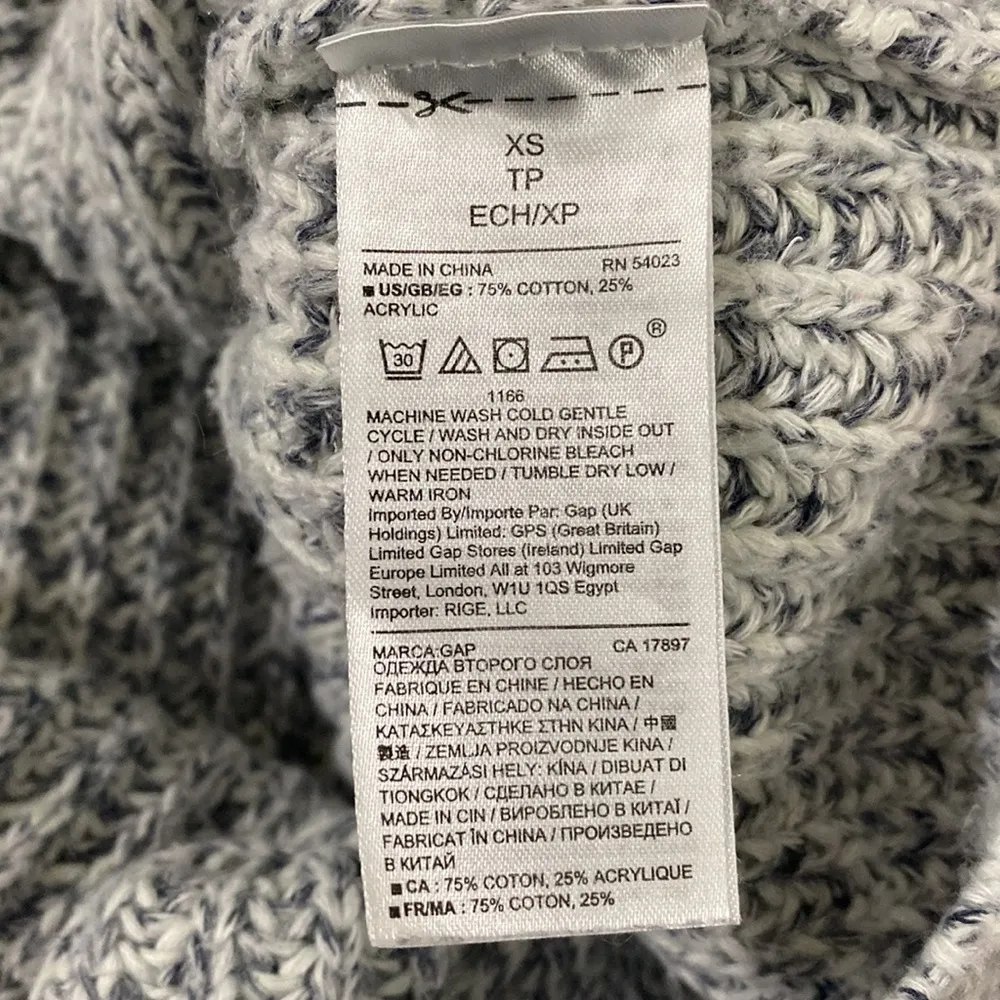 XS
TP
ECH/XP
MADE IN CHINA RN 54023
US/GB/EG : 75% COTTON, 25%
ACRYLIC
30 P ®
1166
MACHINE WASH COLD GENTLE
CYCLE / WASH AND DRY INSIDE OUT
/ ONLY NON-CHLORINE BLEACH
WHEN NEEDED / TUMBLE DRY LOW /
WARM IRON
Imported By/Importe Par: Gap (UK
Holdings) Limited: GPS (Great Britain)
Limited Gap Stores (Ireland) Limited Gap
Europe Limited All at 103 Wigmore
Street, London, W1U 1QS Egypt
Importer: RIGE, LLC
MARCA:GAP CA 17897
ОДЕЖДА ВТОРОГО СЛОЯ
FABRIQUE EN CHINE / HECHO EN
CHINA / FABRICADO NA CHINA /
ΚΑΤΑΣΚΕΥΑΣΤΗΚΕ ΣΤΗΝ ΚΙΝΑ / 中國
製造 / ZEMLJA PROIZVODNJE KINA /
SZÁRMAZÁSI HELY: KÍNA / DIBUAT DI
TIONGKOK / СДЕЛАНО В КИТАЕ /
MADE IN CIN / ВИРОБЛЕНО В КИТАЇ /
FABRICAT ÎN CHINA / ПРОИЗВЕДЕНО
В КИТАЙ
CA : 75% COTON, 25% ACRYLIQUE
FR/MA : 75% COTON, 25%